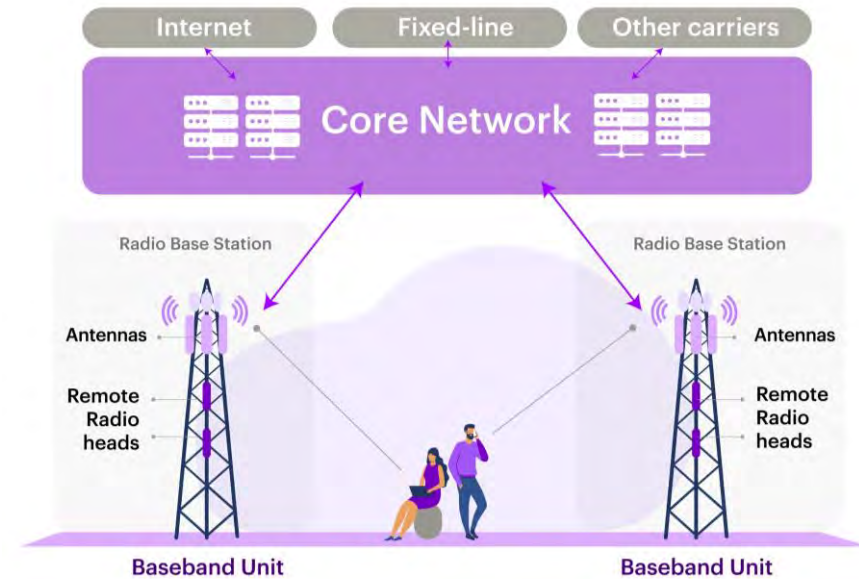 Internet
Fixed-line
Other carriers
Core Network
Radio Base Station
Radio Base Station
Antennas
Antennas
Remote
Radio
heads
Remote
Radio
heads
Baseband Unit
Baseband Unit